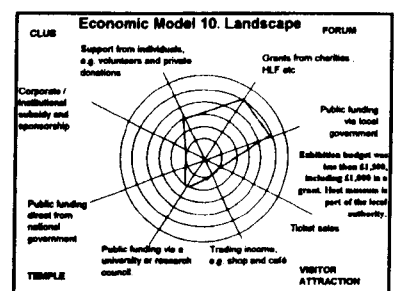 Economic Model 10. Landscape
CLUB
FORUM
Support from individuals,
e.g. volunteers and private
donations
Grants from charities
HLF etc
Corporate /
Institutional
subsidy and
sponsorship
Public funding
via local
government
Exhibition budget was
less than £1,500,
including £1,000 in a
grant. Host museum is
part of the local
authority.
Ticket sales
Public funding
direct from
national
government
Public funding via a
university or research
council
Trading income,
e.g. shop and café
TEMPLE
VISITOR
ATTRACTION